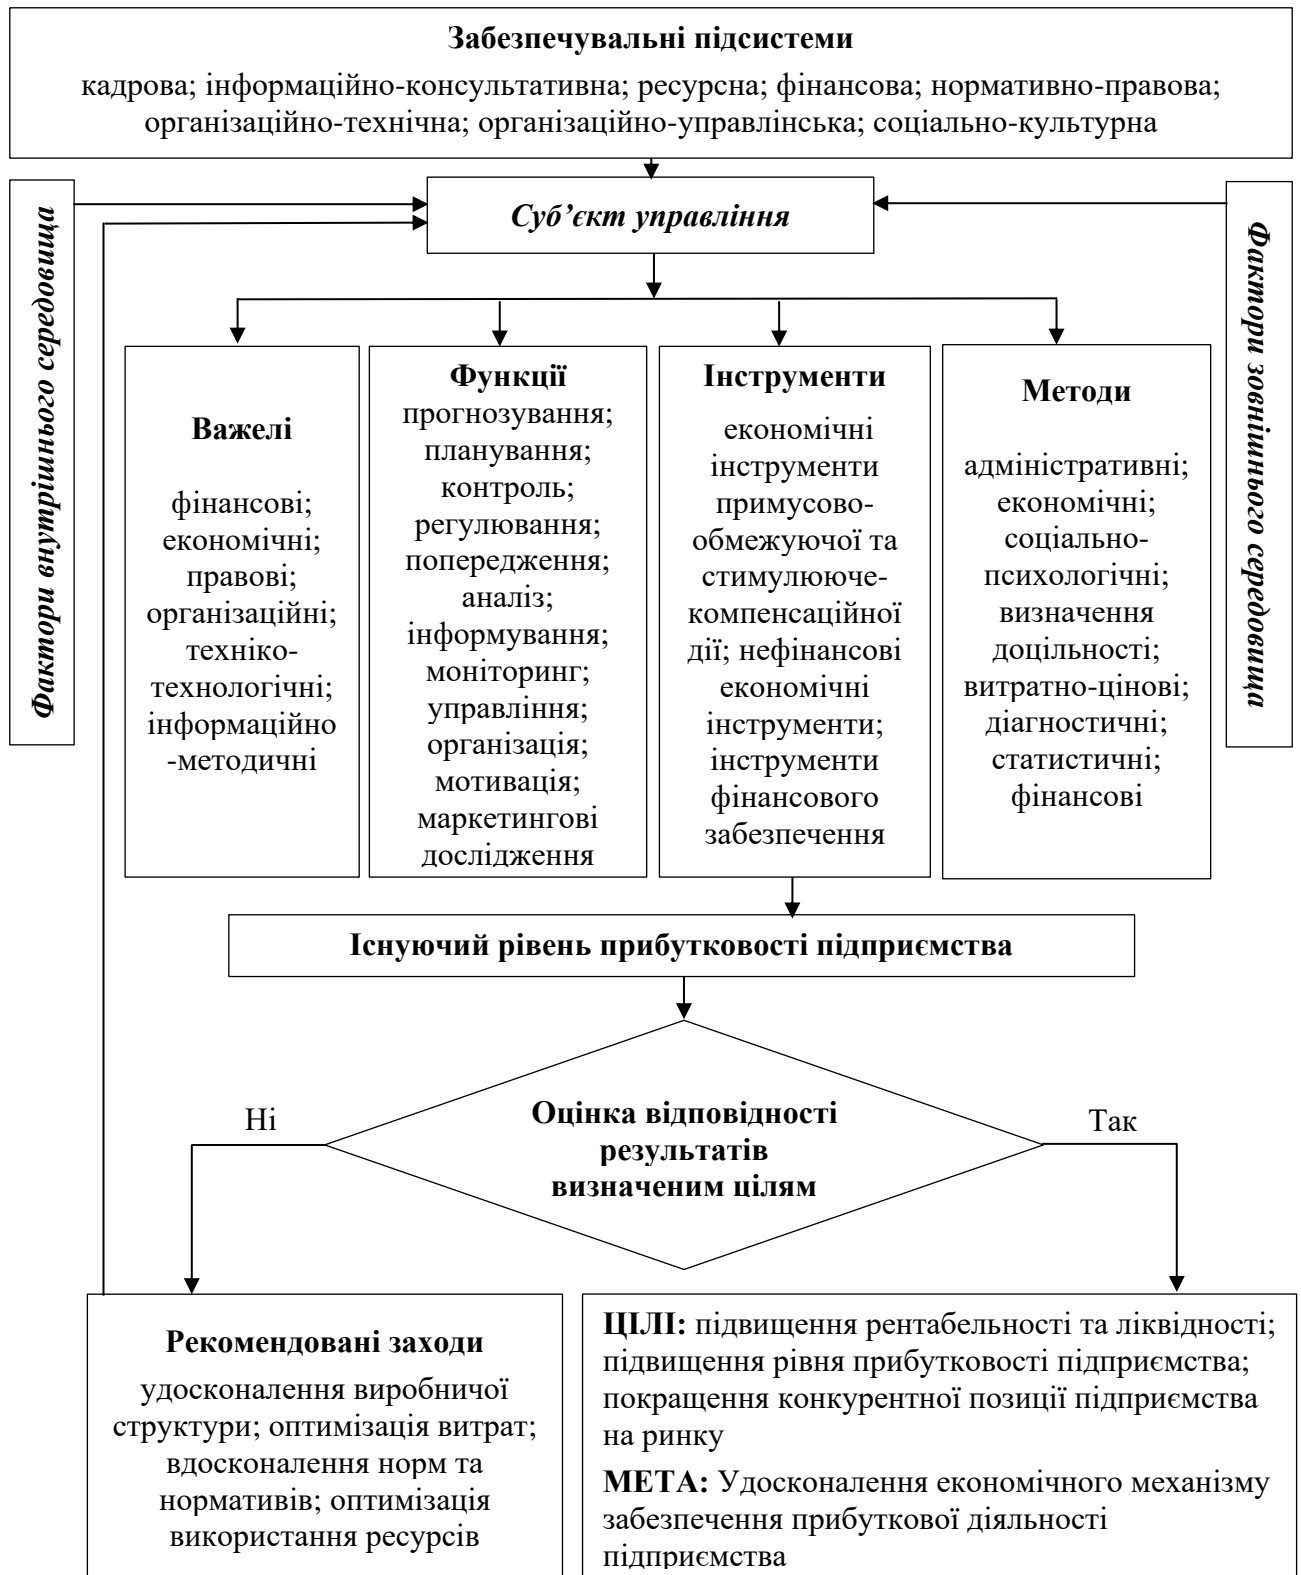 Забезпечувальні підсистеми
кадрова; інформаційно-консультативна; ресурсна; фінансова; нормативно-правова;
організаційно-технічна; організаційно-управлінська; соціально-культурна
Фактори внутрішнього середовища
Суб’єкт управління
Фактори зовнішнього середовища
Важелі
фінансові;
економічні;
правові;
організаційні;
техніко-
технологічні;
інформаційно
-методичні
Функції
прогнозування;
планування;
контроль;
регулювання;
попередження;
аналіз;
інформування;
моніторинг;
управління;
організація;
мотивація;
маркетингові
дослідження
Інструменти
економічні
інструменти
примусово-
обмежуючої та
стимулююче-
компенсаційної
дії; нефінансові
економічні
інструменти;
інструменти
фінансового
забезпечення
Методи
адміністративні;
економічні;
соціально-
психологічні;
визначення
доцільності;
витратно-цінові;
діагностичні;
статистичні;
фінансові
Існуючий рівень прибутковості підприємства
Ні
Оцінка відповідності
результатів
визначеним цілям
Так
Рекомендовані заходи
удосконалення виробничої
структури; оптимізація витрат;
вдосконалення норм та
нормативів; оптимізація
використання ресурсів
ЦІЛІ: підвищення рентабельності та ліквідності;
підвищення рівня прибутковості підприємства;
покращення конкурентної позиції підприємства
на ринку
МЕТА: Удосконалення економічного механізму
забезпечення прибуткової діяльності
підприємства